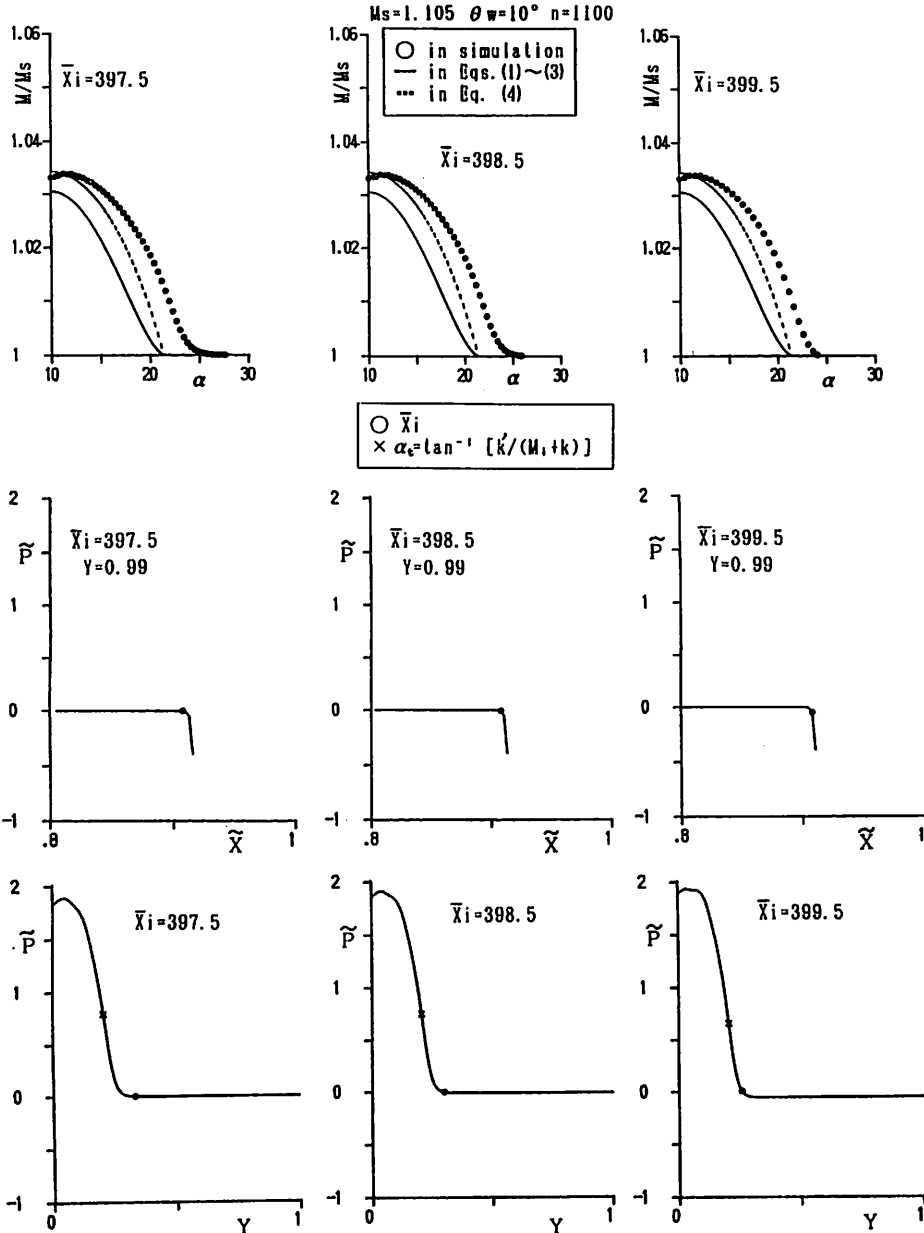 Ms=1.105 θw=10° n=1100
○ in simulation
— in Eqs.(1)~(3)
••• in Eq. (4)
M/Ms
1.06
1.04
1.02
1
X̄i=397.5
10
20
α
30
M/Ms
1.06
1.04
1.02
1
X̄i=398.5
10
20
α
30
M/Ms
1.06
1.04
1.02
1
X̄i=399.5
10
20
α
30
○ X̄i
× αt=tan⁻¹ [k′/(M₁+k)]
2
P̃
1
0
-1
X̄i=397.5
Y=0.99
.8
X̃
1
2
P̃
1
0
-1
X̄i=398.5
Y=0.99
.8
X̃
1
2
P̃
1
0
-1
X̄i=399.5
Y=0.99
.8
X̃
1
2
P̃
1
0
-1
X̄i=397.5
0
Y
1
2
P̃
1
0
-1
X̄i=398.5
0
Y
1
2
P̃
1
0
-1
X̄i=399.5
0
Y
1